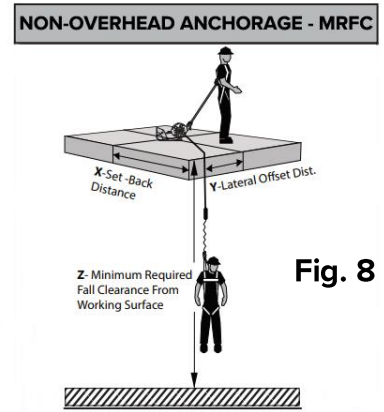 NON-OVERHEAD ANCHORAGE - MRFC
X-Set -Back
Distance
Y-Lateral Offset Dist.
Z- Minimum Required
Fall Clearance From
Working Surface
Fig. 8